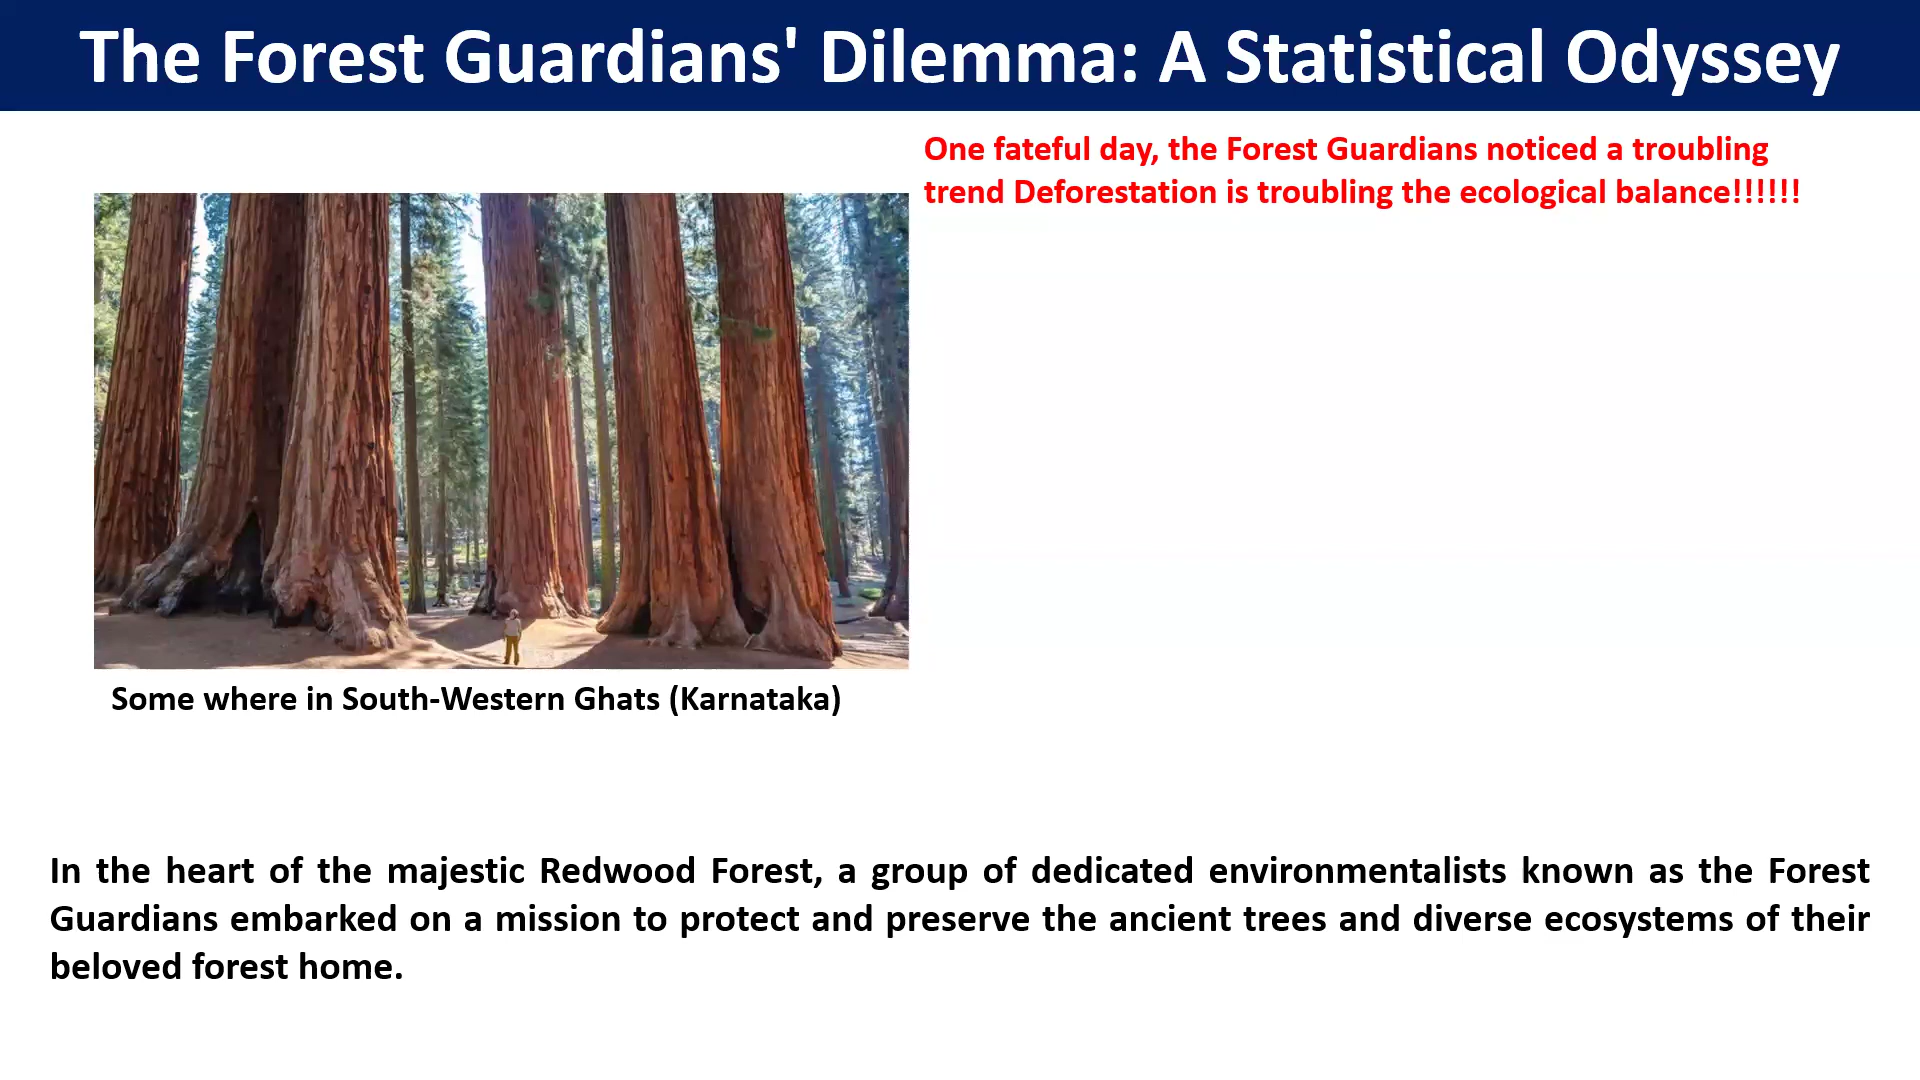 The Forest Guardians' Dilemma: A Statistical Odyssey
One fateful day, the Forest Guardians noticed a troubling
trend Deforestation is troubling the ecological balance!!!!!!
Some where in South-Western Ghats (Karnataka)
In the heart of the majestic Redwood Forest, a group of dedicated environmentalists known as the Forest
Guardians embarked on a mission to protect and preserve the ancient trees and diverse ecosystems of their
beloved forest home.